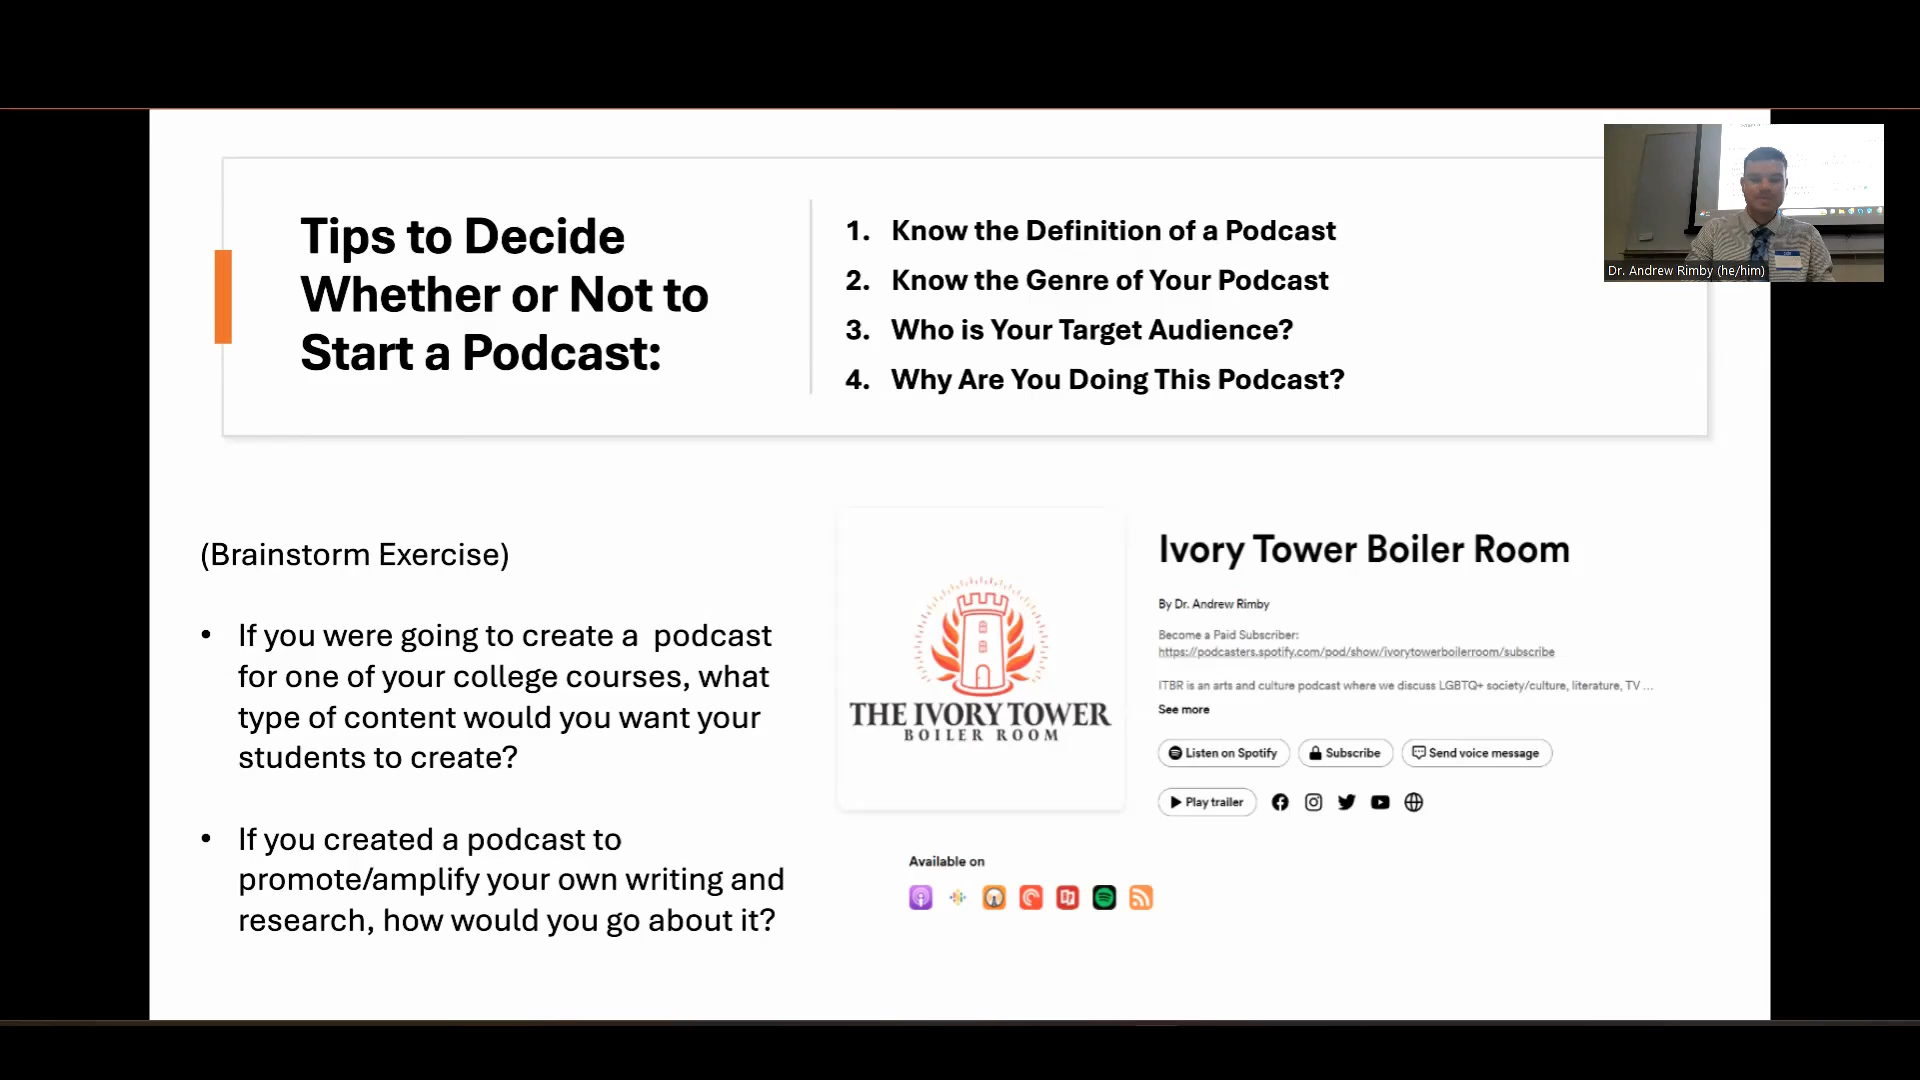 Tips to Decide
Whether or Not to
Start a Podcast:
1. Know the Definition of a Podcast
2. Know the Genre of Your Podcast
3. Who is Your Target Audience?
4. Why Are You Doing This Podcast?
Dr. Andrew Rimby (he/him)
(Brainstorm Exercise)
• If you were going to create a podcast
for one of your college courses, what
type of content would you want your
students to create?
• If you created a podcast to
promote/amplify your own writing and
research, how would you go about it?
THE IVORY TOWER
BOILER ROOM
Ivory Tower Boiler Room
By Dr. Andrew Rimby
Become a Paid Subscriber:
https://podcasters.spotify.com/pod/show/ivorytowerboilerroom/subscribe
ITBR is an arts and culture podcast where we discuss LGBTQ+ society/culture, literature, TV ...
See more
Listen on Spotify
Subscribe
Send voice message
Play trailer
Available on